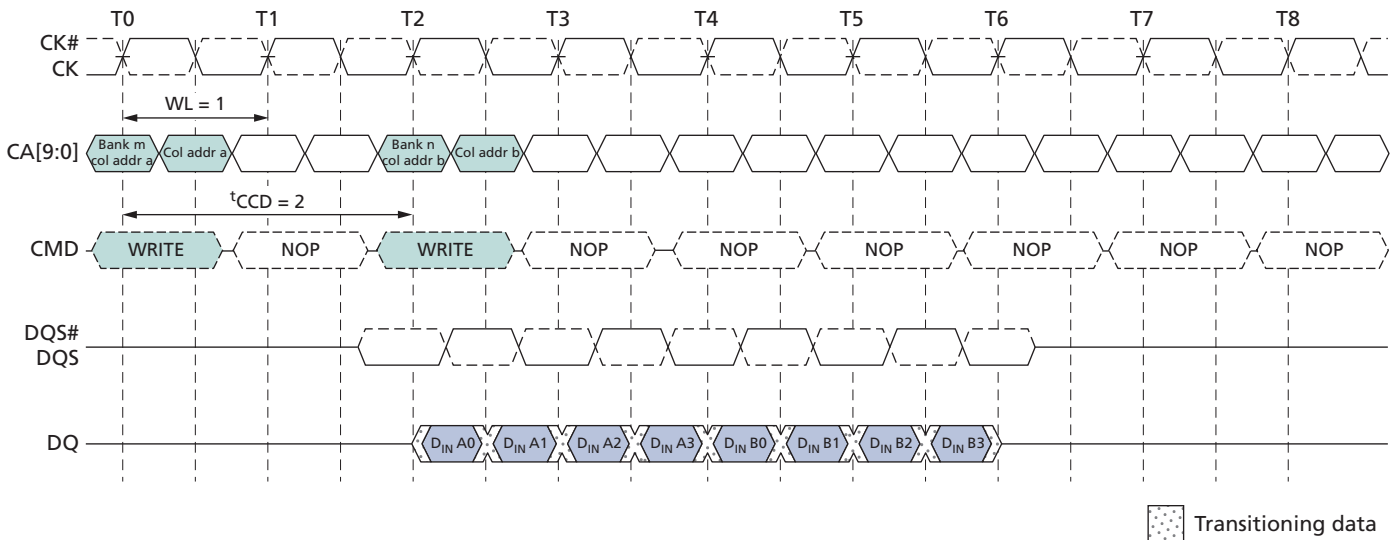 T0 T1 T2 T3 T4 T5 T6 T7 T8
CK#
CK
WL = 1
CA[9:0]
Bank m
col addr a
Col addr a
Bank n
col addr b
Col addr b
tCCD = 2
CMD WRITE NOP WRITE NOP NOP NOP NOP NOP NOP
DQS#
DQS
DQ DIN A0 DIN A1 DIN A2 DIN A3 DIN B0 DIN B1 DIN B2 DIN B3
Transitioning data